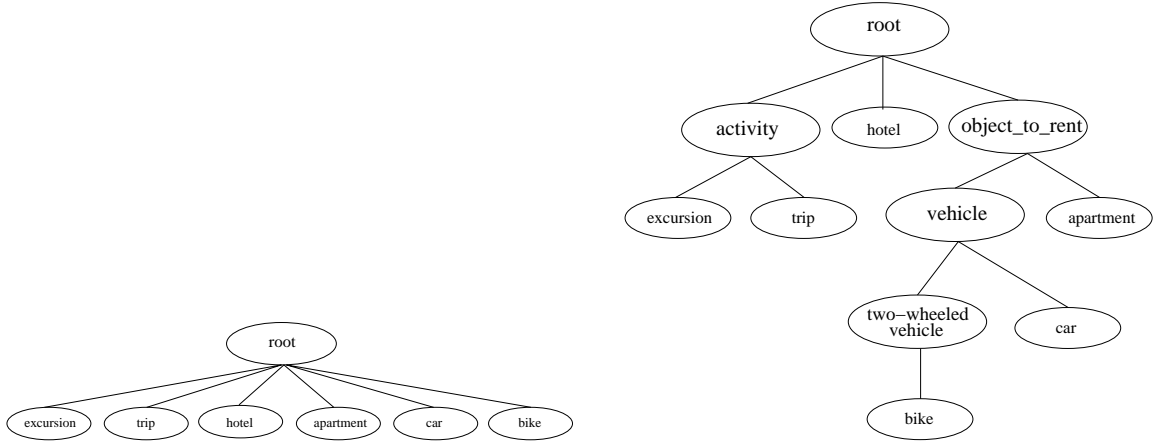 root
excursion
trip
hotel
apartment
car
bike
root
activity
hotel
object_to_rent
excursion
trip
vehicle
apartment
two−wheeled
vehicle
car
bike